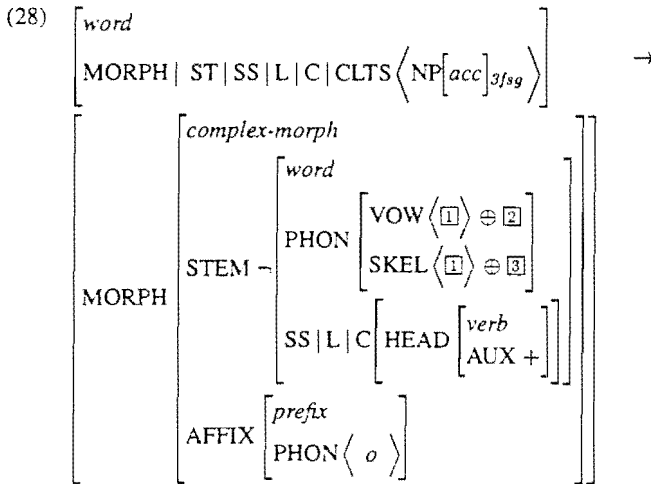 (28) [word
MORPH | ST | SS | L | C | CLTS ⟨NP[acc]3fsg⟩] →
[MORPH [complex-morph
STEM – [word
PHON [VOW ⟨[1]⟩ ⊕ [2]
SKEL ⟨[1]⟩ ⊕ [3]]
SS | L | C [HEAD [verb
AUX +]]]
AFFIX [prefix
PHON ⟨ o ⟩]]]